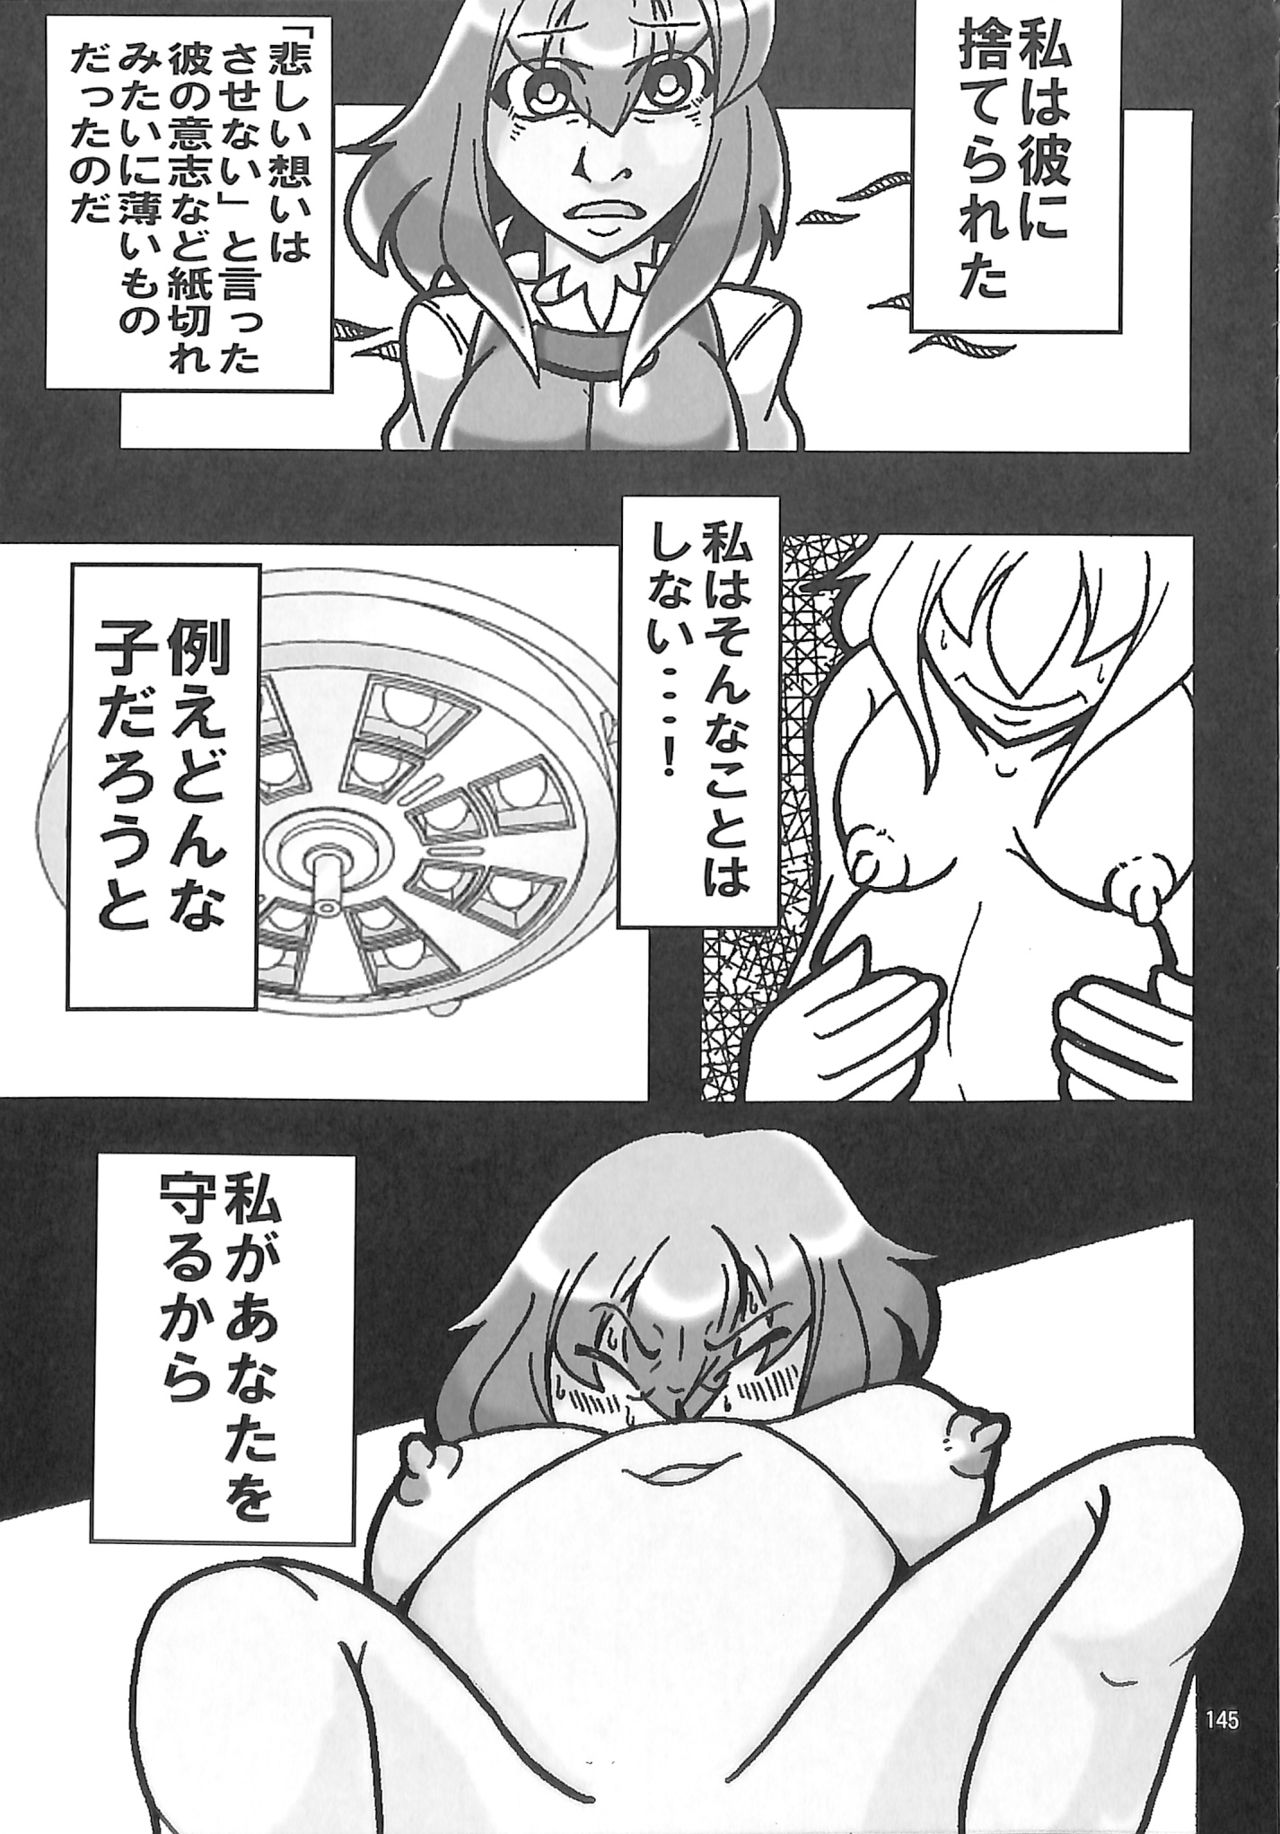 私は彼に
捨てられた
「悲しい想いは
させない」と言った
彼の意志など紙切れ
みたいに薄いもの
だったのだ
私はそんなことは
しない・・・・！
例えどんな
子だろうと
私があなたを
守るから
145